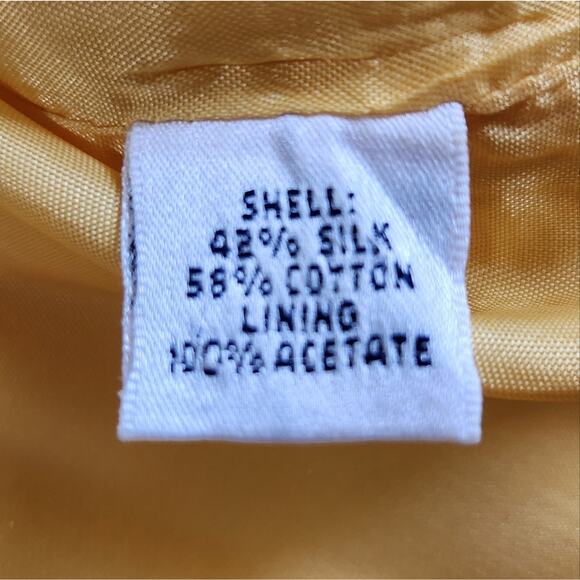 SHELL:
42% SILK
58% COTTON
LINING
100% ACETATE